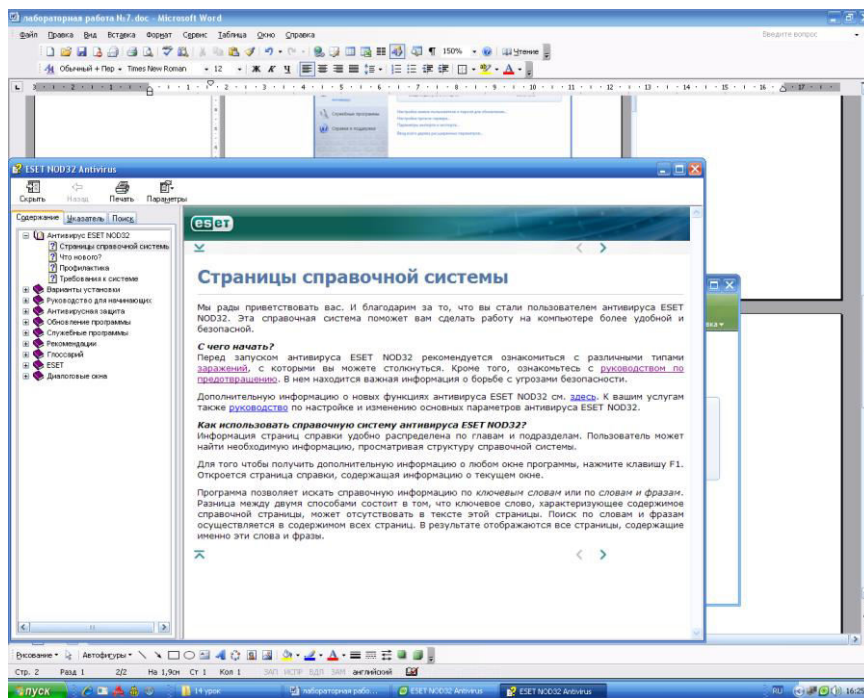 лабораторная работа №7.doc - Microsoft Word
Файл Правка Вид Вставка Формат Сервис Таблица Окно Справка
Введите вопрос
150% Чтение
Обычный + Пер Times New Roman 12 Ж К Ч
Служебные программы
Справка и поддержка
ESET NOD32 Antivirus
Скрыть Назад Печать Параметры
Содержание Указатель Поиск
Антивирус ESET NOD32
Страницы справочной системы
Что нового?
Профилактика
Требования к системе
Варианты установки
Руководство для начинающих
Антивирусная защита
Обновление программы
Служебные программы
Рекомендации
Глоссарий
ESET
Диалоговые окна
eset
Страницы справочной системы
Мы рады приветствовать вас. И благодарим за то, что вы стали пользователем антивируса ESET
NOD32. Эта справочная система поможет вам сделать работу на компьютере более удобной и
безопасной.
С чего начать?
Перед запуском антивируса ESET NOD32 рекомендуется ознакомиться с различными типами
заражений, с которыми вы можете столкнуться. Кроме того, ознакомьтесь с руководством по
предотвращению. В нем находится важная информация о борьбе с угрозами безопасности.
Дополнительную информацию о новых функциях антивируса ESET NOD32 см. здесь. К вашим услугам
также руководство по настройке и изменению основных параметров антивируса ESET NOD32.
Как использовать справочную систему антивируса ESET NOD32?
Информация страниц справки удобно распределена по главам и подразделам. Пользователь может
найти необходимую информацию, просматривая структуру справочной системы.
Для того чтобы получить дополнительную информацию о любом окне программы, нажмите клавишу F1.
Откроется страница справки, содержащая информацию о текущем окне.
Программа позволяет искать справочную информацию по ключевым словам или по словам и фразам.
Разница между двумя способами состоит в том, что ключевое слово, характеризующее содержимое
справочной страницы, может отсутствовать в тексте этой страницы. Поиск по словам и фразам
осуществляется в содержимом всех страниц. В результате отображаются все страницы, содержащие
именно эти слова и фразы.
Рисование Автофигуры
Стр. 2 Разд 1 2/2 На 1,9см Ст 1 Кол 1 ЗАП ИСПР ВДЛ ЗАМ английский
пуск 14 урок лабораторная рабо... ESET NOD32 Antivirus ESET NOD32 Antivirus RU 16:25